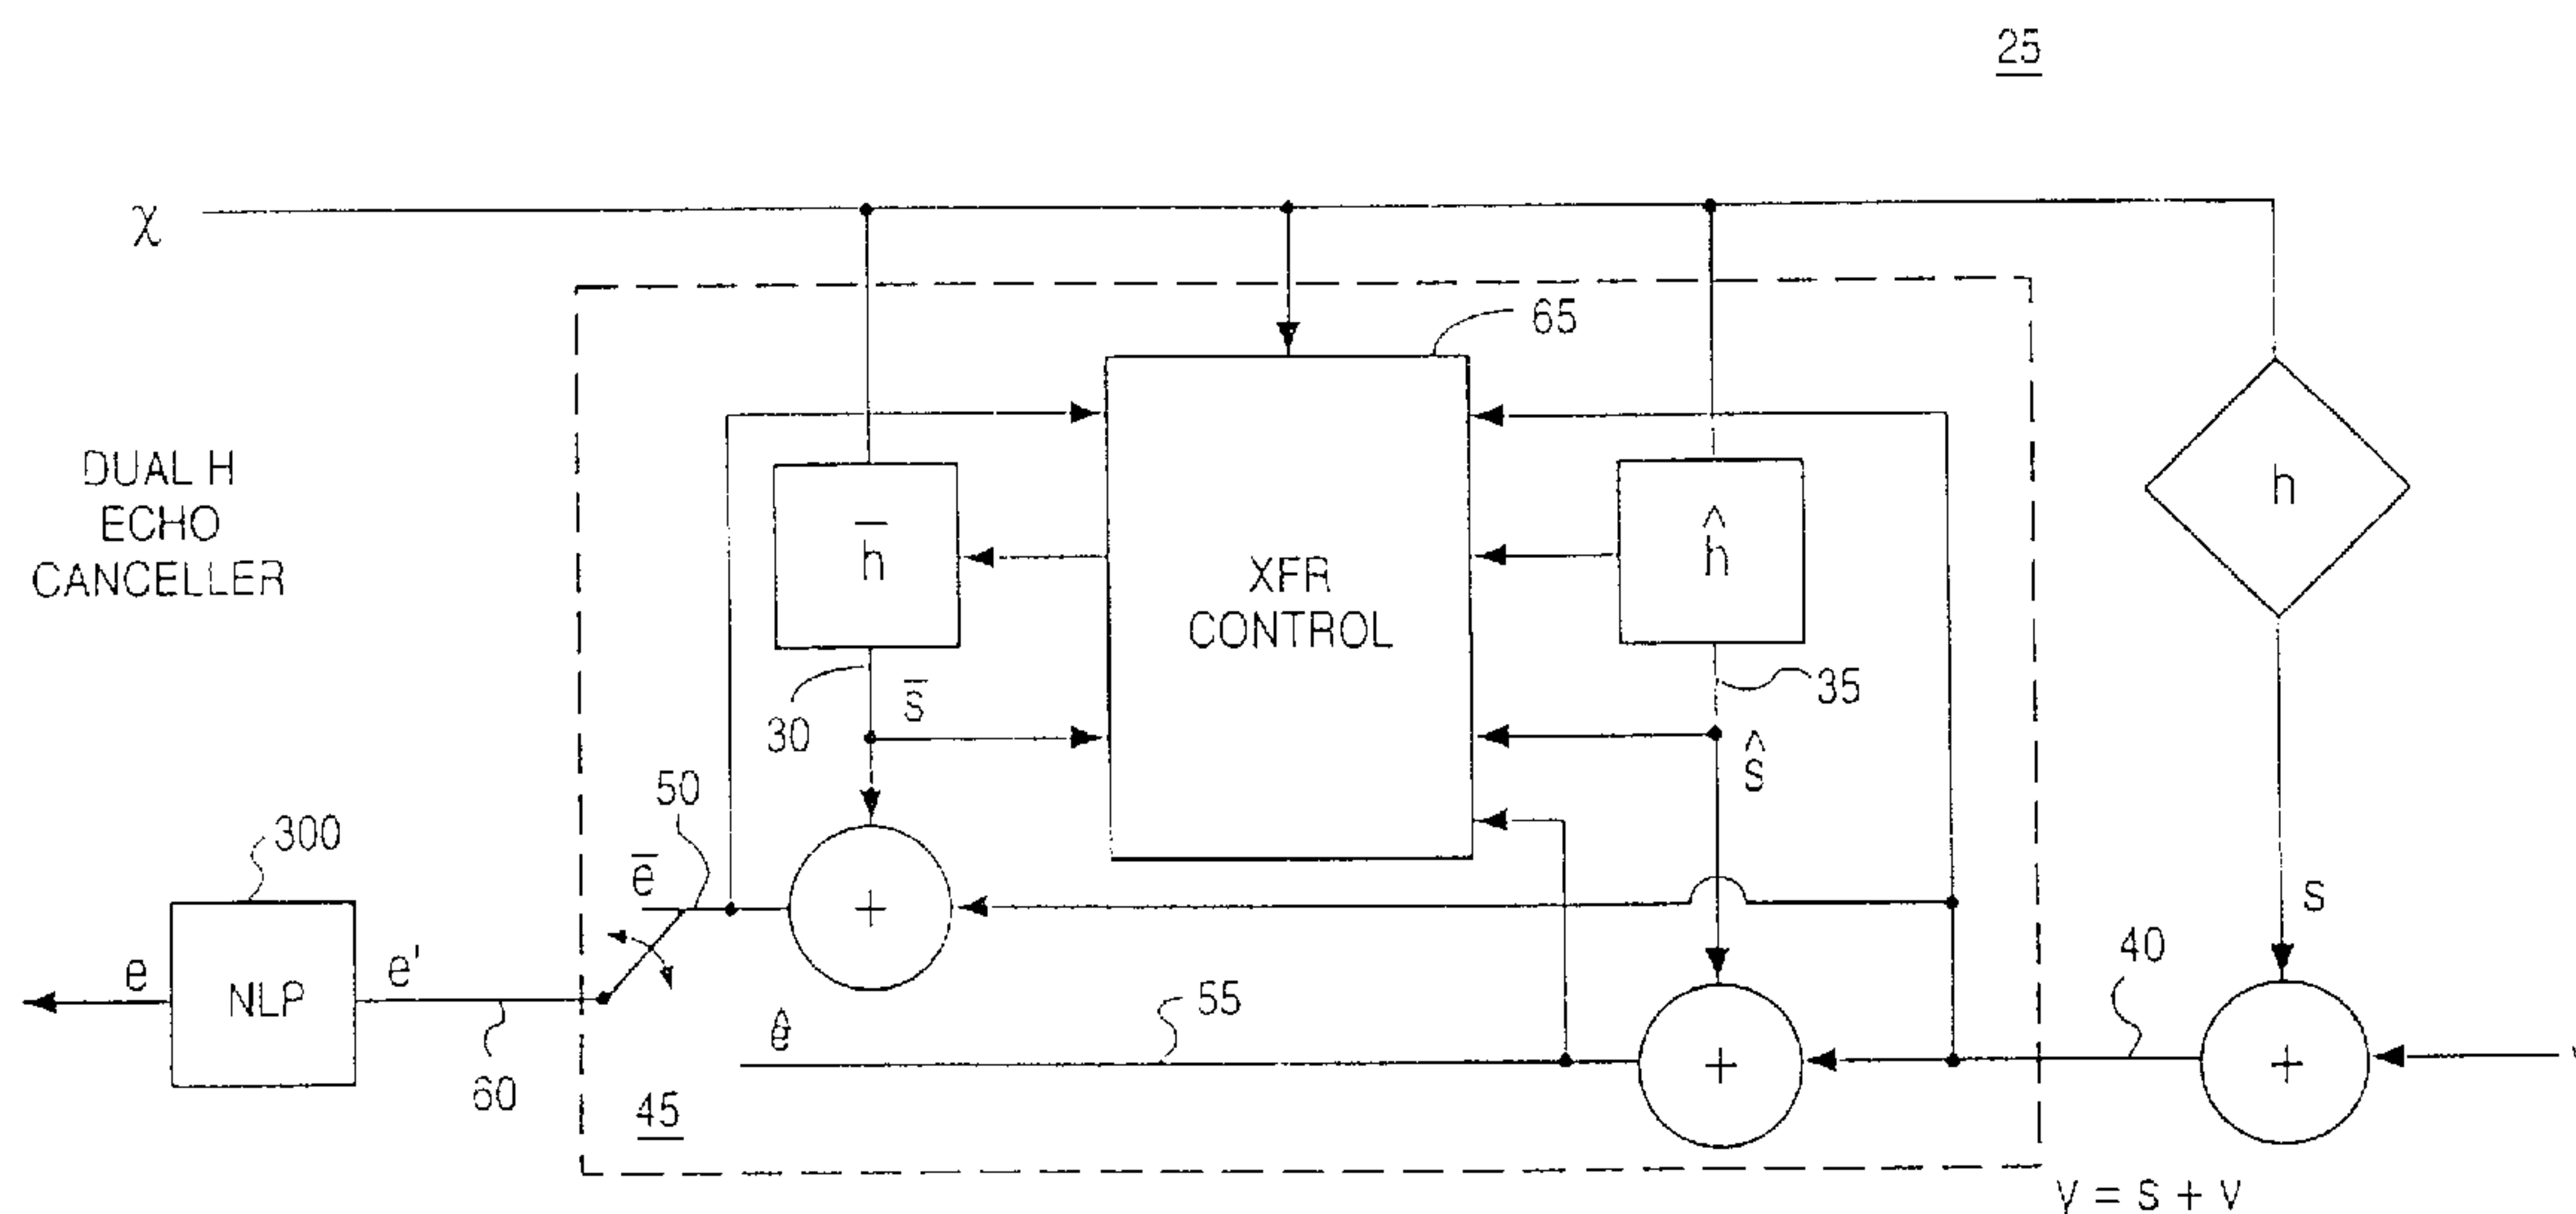 25
χ
65
DUAL H
ECHO
CANCELLER
h̅
XFR
CONTROL
ĥ
h
30
s̅
35
ŝ
50
300
e̅
s
40
e
NLP
e'
55
ê
60
45
y = s + v
+
+
+